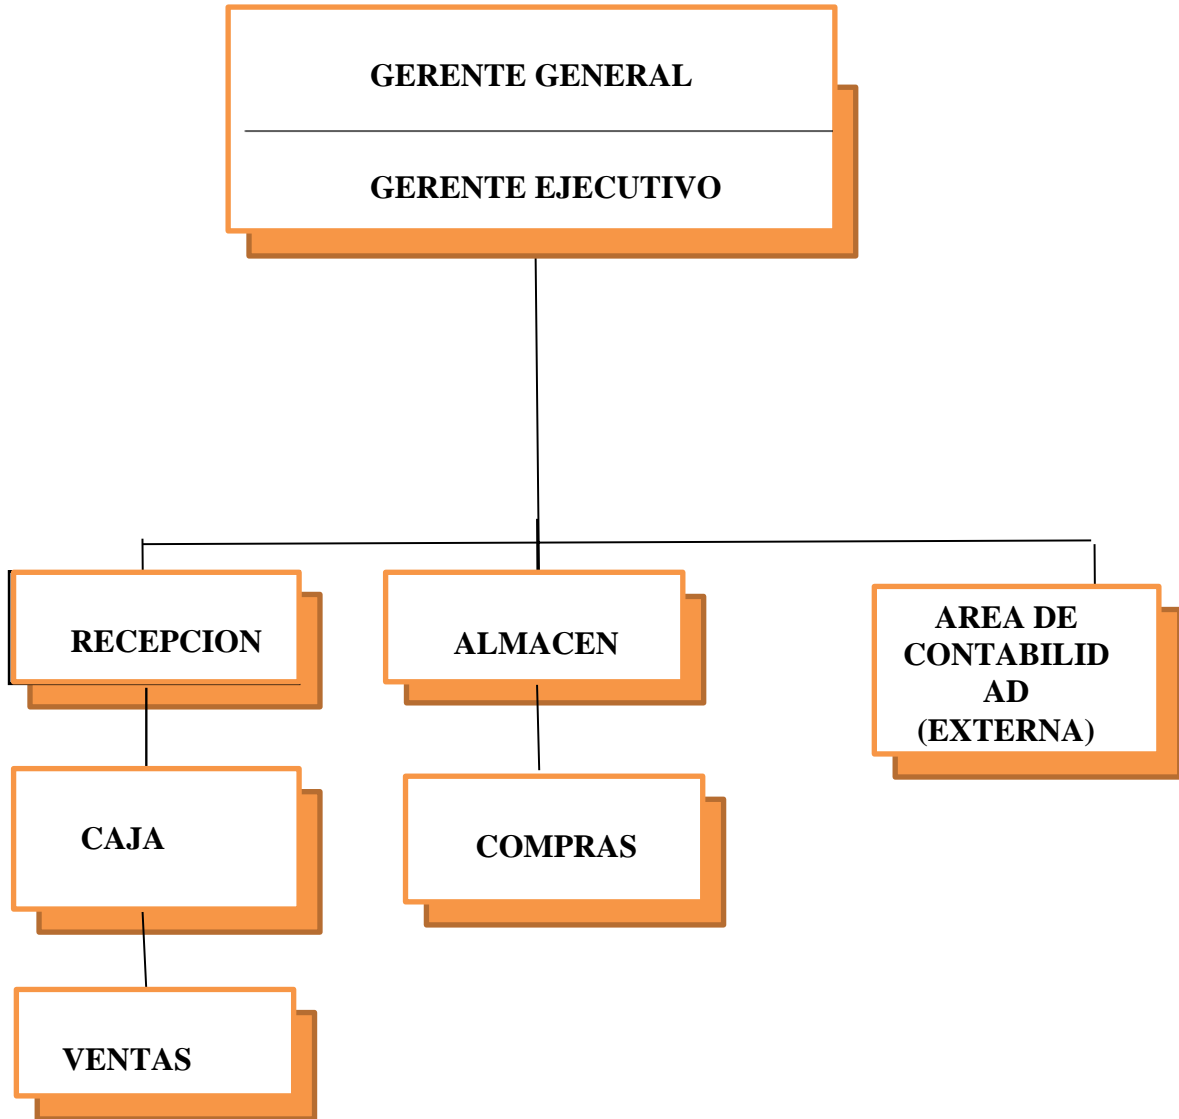 GERENTE GENERAL
GERENTE EJECUTIVO
RECEPCION
ALMACEN
AREA DE
CONTABILID
AD
(EXTERNA)
CAJA
COMPRAS
VENTAS